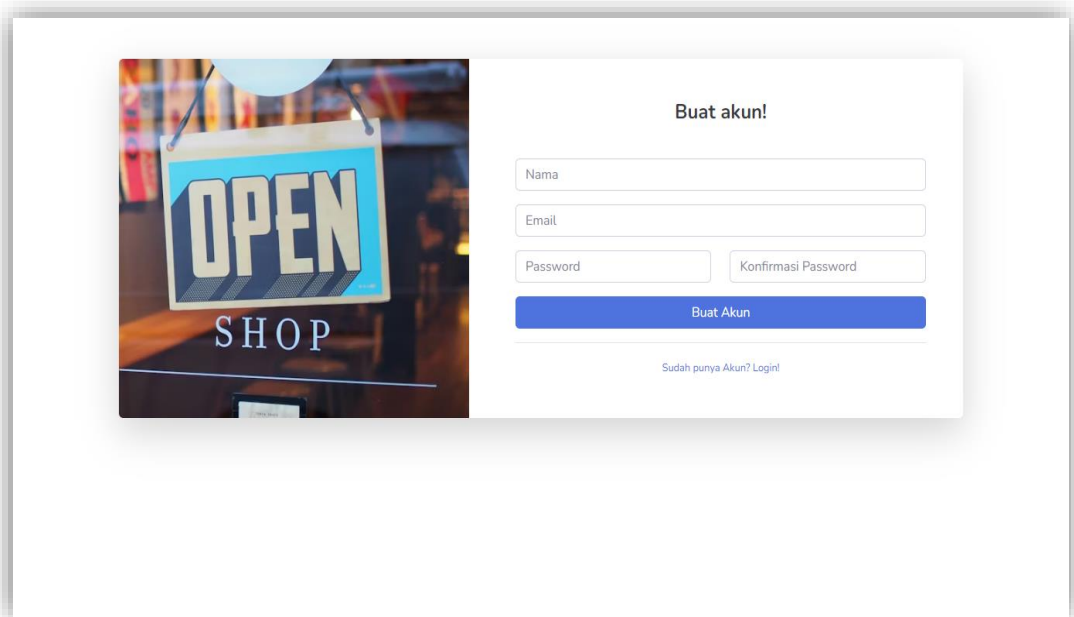 OPEN
SHOP
Buat akun!
Nama
Email
Password
Konfirmasi Password
Buat Akun
Sudah punya Akun? Login!